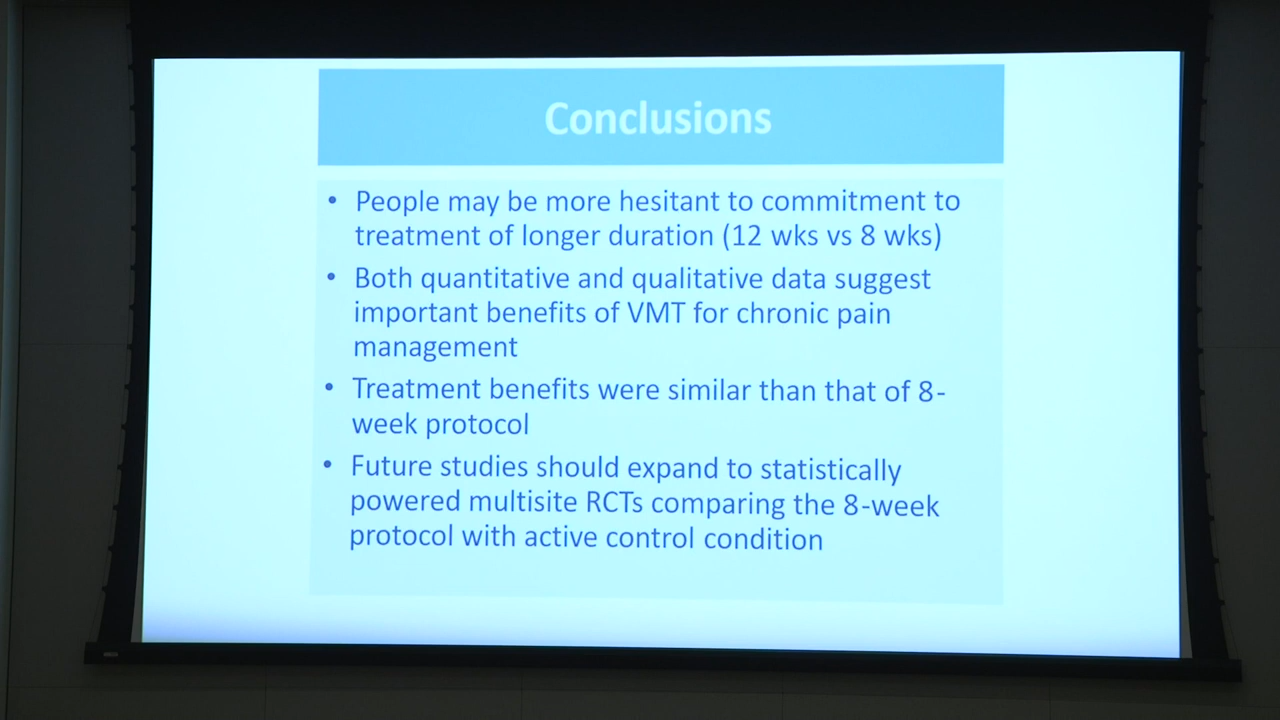 Conclusions
• People may be more hesitant to commitment to
treatment of longer duration (12 wks vs 8 wks)
• Both quantitative and qualitative data suggest
important benefits of VMT for chronic pain
management
• Treatment benefits were similar than that of 8-
week protocol
• Future studies should expand to statistically
powered multisite RCTs comparing the 8-week
protocol with active control condition